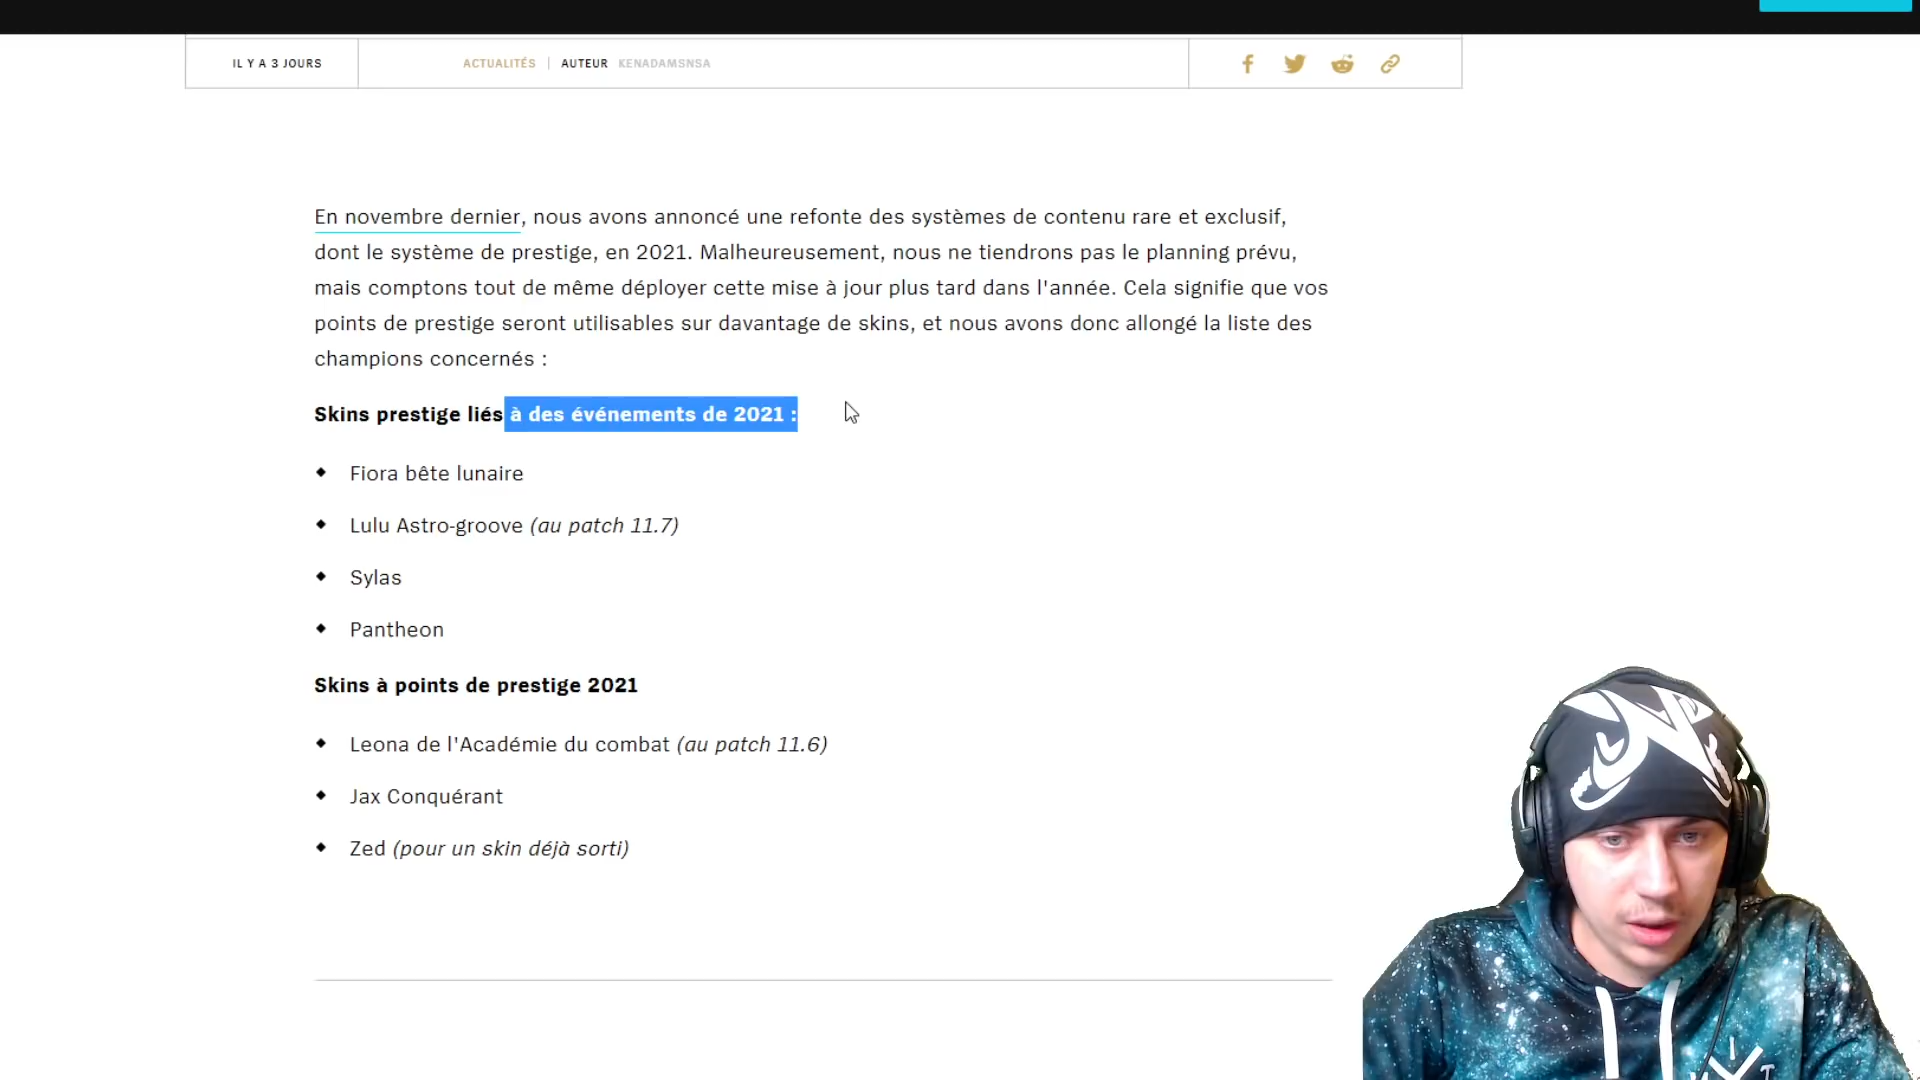 IL Y A 3 JOURS
ACTUALITÉS | AUTEUR KENADAMSNSA
En novembre dernier, nous avons annoncé une refonte des systèmes de contenu rare et exclusif,
dont le système de prestige, en 2021. Malheureusement, nous ne tiendrons pas le planning prévu,
mais comptons tout de même déployer cette mise à jour plus tard dans l'année. Cela signifie que vos
points de prestige seront utilisables sur davantage de skins, et nous avons donc allongé la liste des
champions concernés :
Skins prestige liés à des événements de 2021 :
Fiora bête lunaire
Lulu Astro-groove (au patch 11.7)
Sylas
Pantheon
Skins à points de prestige 2021
Leona de l'Académie du combat (au patch 11.6)
Jax Conquérant
Zed (pour un skin déjà sorti)